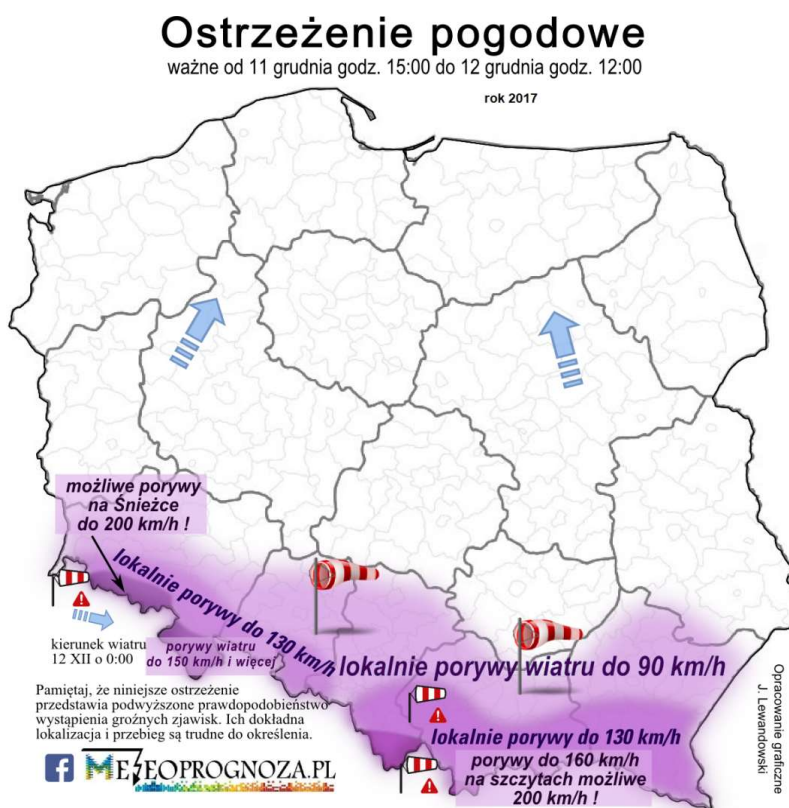 Ostrzeżenie pogodowe
ważne od 11 grudnia godz. 15:00 do 12 grudnia godz. 12:00
rok 2017
możliwe porywy
na Śnieżce
do 200 km/h !
lokalnie porywy do 130 km/h
kierunek wiatru
12 XII o 0:00
porywy wiatru
do 150 km/h i więcej
lokalnie porywy wiatru do 90 km/h
lokalnie porywy do 130 km/h
porywy do 160 km/h
na szczytach możliwe
200 km/h !
Pamiętaj, że niniejsze ostrzeżenie
przedstawia podwyższone prawdopodobieństwo
wystąpienia groźnych zjawisk. Ich dokładna
lokalizacja i przebieg są trudne do określenia.
METEOPROGNOZA.PL
Opracowanie graficzne
J. Lewandowski